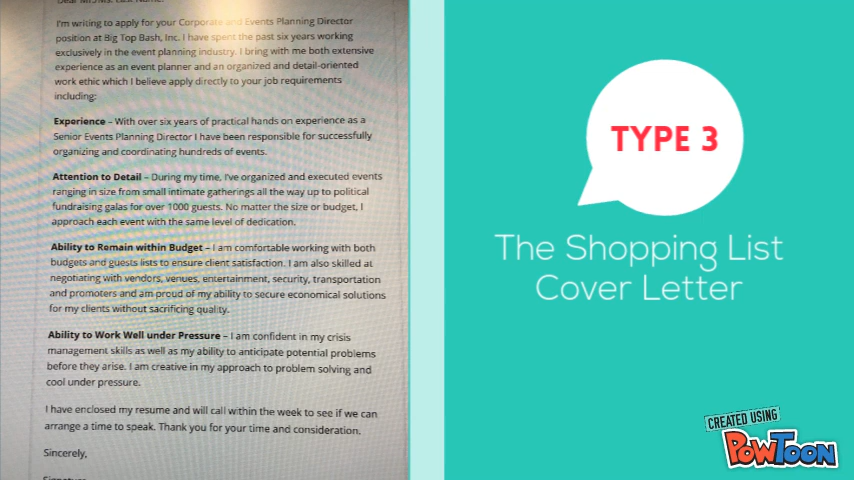 Dear Mr./Ms. Last Name:
I'm writing to apply for your Corporate and Events Planning Director
position at Big Top Bash, Inc. I have spent the past six years working
exclusively in the event planning industry. I bring with me both extensive
experience as an event planner and an organized and detail-oriented
work ethic which I believe apply directly to your job requirements
including:
Experience – With over six years of practical hands on experience as a
Senior Events Planning Director I have been responsible for successfully
organizing and coordinating hundreds of events.
Attention to Detail – During my time, I've organized and executed events
ranging in size from small intimate gatherings all the way up to political
fundraising galas for over 1000 guests. No matter the size or budget, I
approach each event with the same level of dedication.
Ability to Remain within Budget – I am comfortable working with both
budgets and guests lists to ensure client satisfaction. I am also skilled at
negotiating with vendors, venues, entertainment, security, transportation
and promoters and am proud of my ability to secure economical solutions
for my clients without sacrificing quality.
Ability to Work Well under Pressure – I am confident in my crisis
management skills as well as my ability to anticipate potential problems
before they arise. I am creative in my approach to problem solving and
cool under pressure.
I have enclosed my resume and will call within the week to see if we can
arrange a time to speak. Thank you for your time and consideration.
Sincerely,
TYPE 3
The Shopping List
Cover Letter
CREATED USING
POWTOON